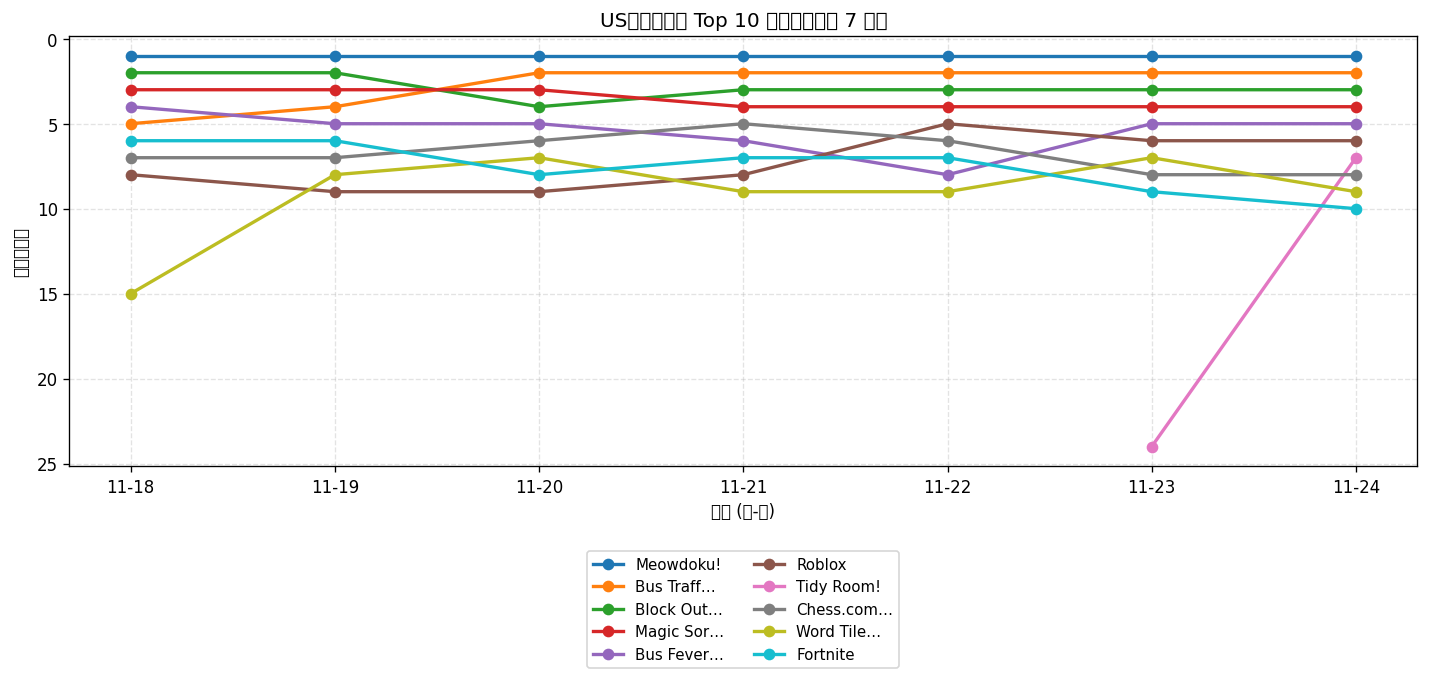 US Top 10 7
0
5
10
15
20
25
11-18 11-19 11-20 11-21 11-22 11-23 11-24
Meowdoku! Roblox
Bus Traff... Tidy Room!
Block Out... Chess.com...
Magic Sor... Word Tile...
Bus Fever... Fortnite